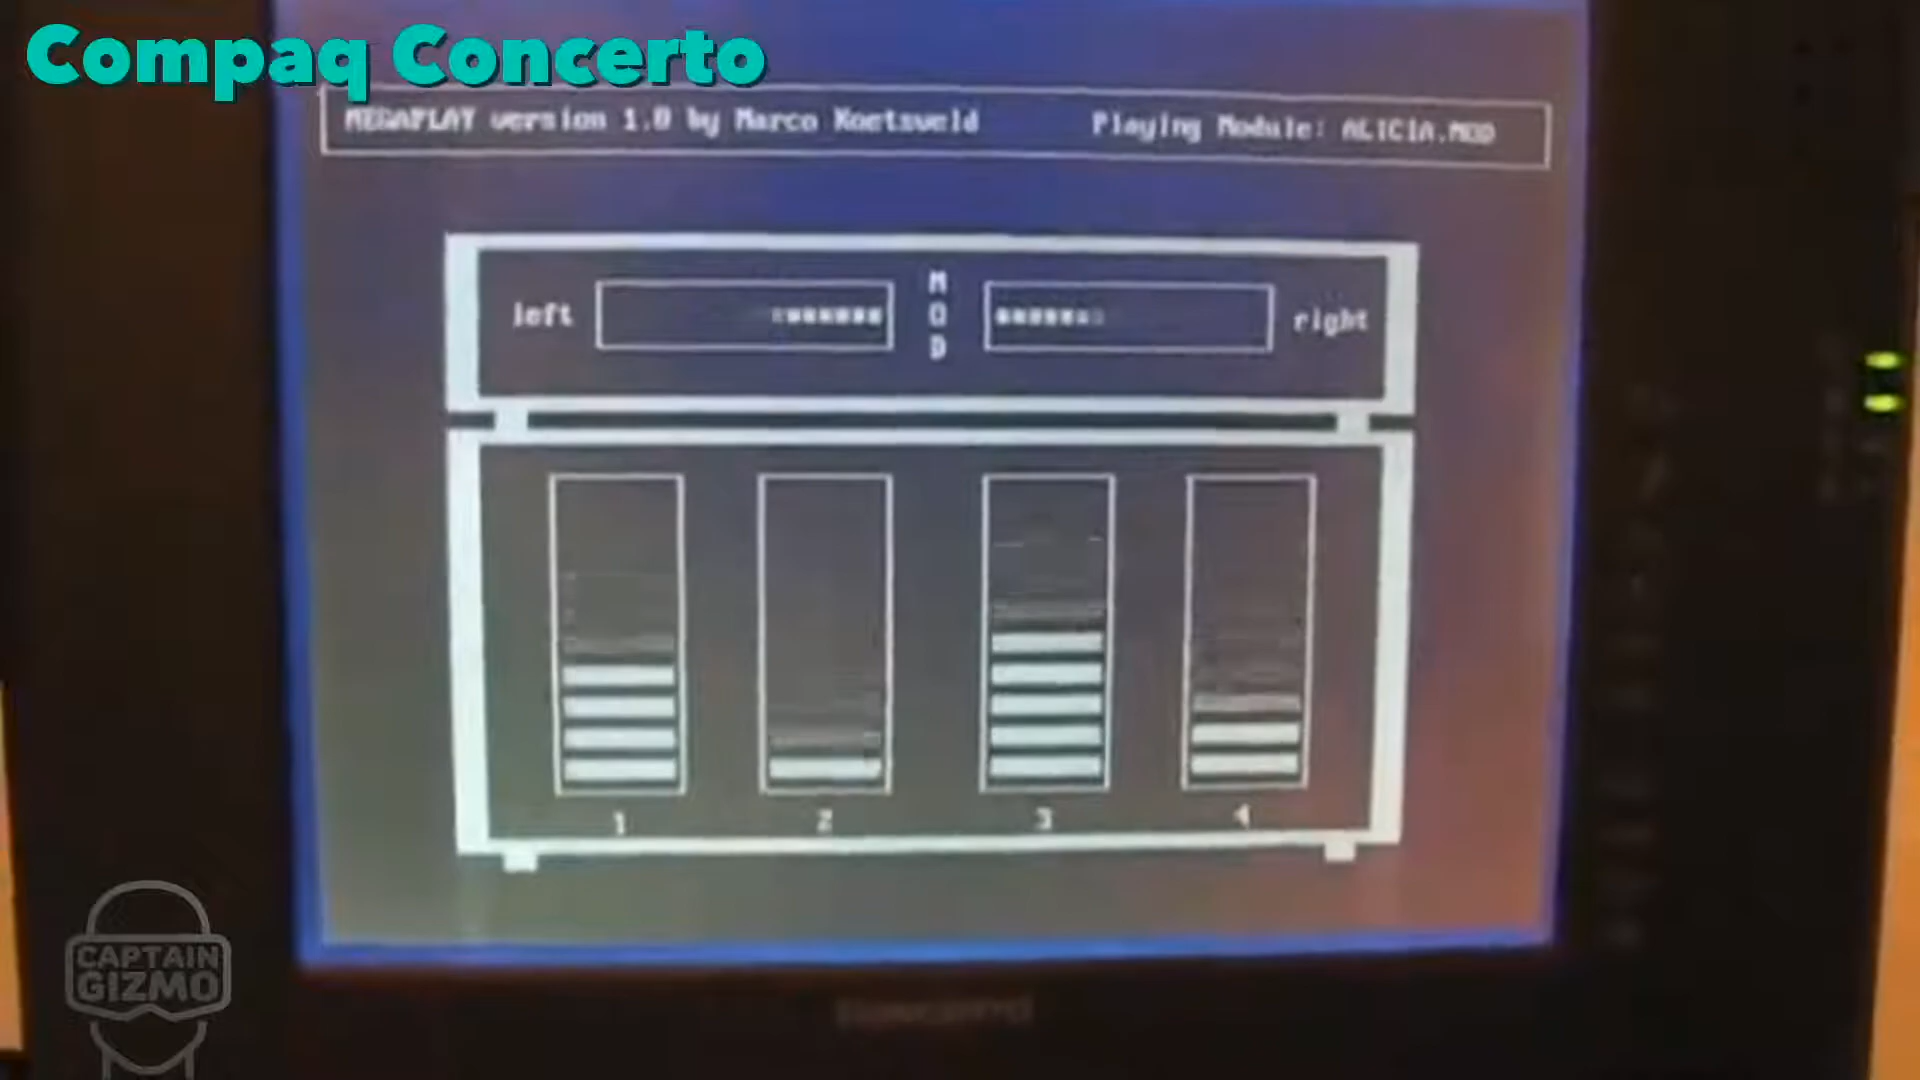 Compaq Concerto
MEGAPLAY version 1.0 by Marco Koetsveld
Playing Module: ALICIA.MOD
left
MOD
right
1 2 3 4
CAPTAIN
GIZMO